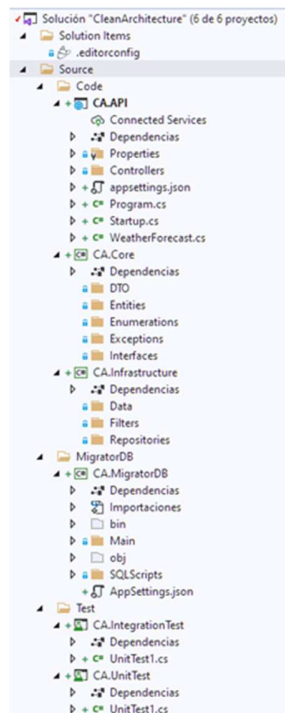 Solución "CleanArchitecture" (6 de 6 proyectos)
Solution Items
.editorconfig
Source
Code
CA.API
Connected Services
Dependencias
Properties
Controllers
appsettings.json
Program.cs
Startup.cs
WeatherForecast.cs
CA.Core
Dependencias
DTO
Entities
Enumerations
Exceptions
Interfaces
CA.Infrastructure
Dependencias
Data
Filters
Repositories
MigratorDB
CA.MigratorDB
Dependencias
Importaciones
bin
Main
obj
SQLScripts
AppSettings.json
Test
CA.IntegrationTest
Dependencias
UnitTest1.cs
CA.UnitTest
Dependencias
UnitTest1.cs